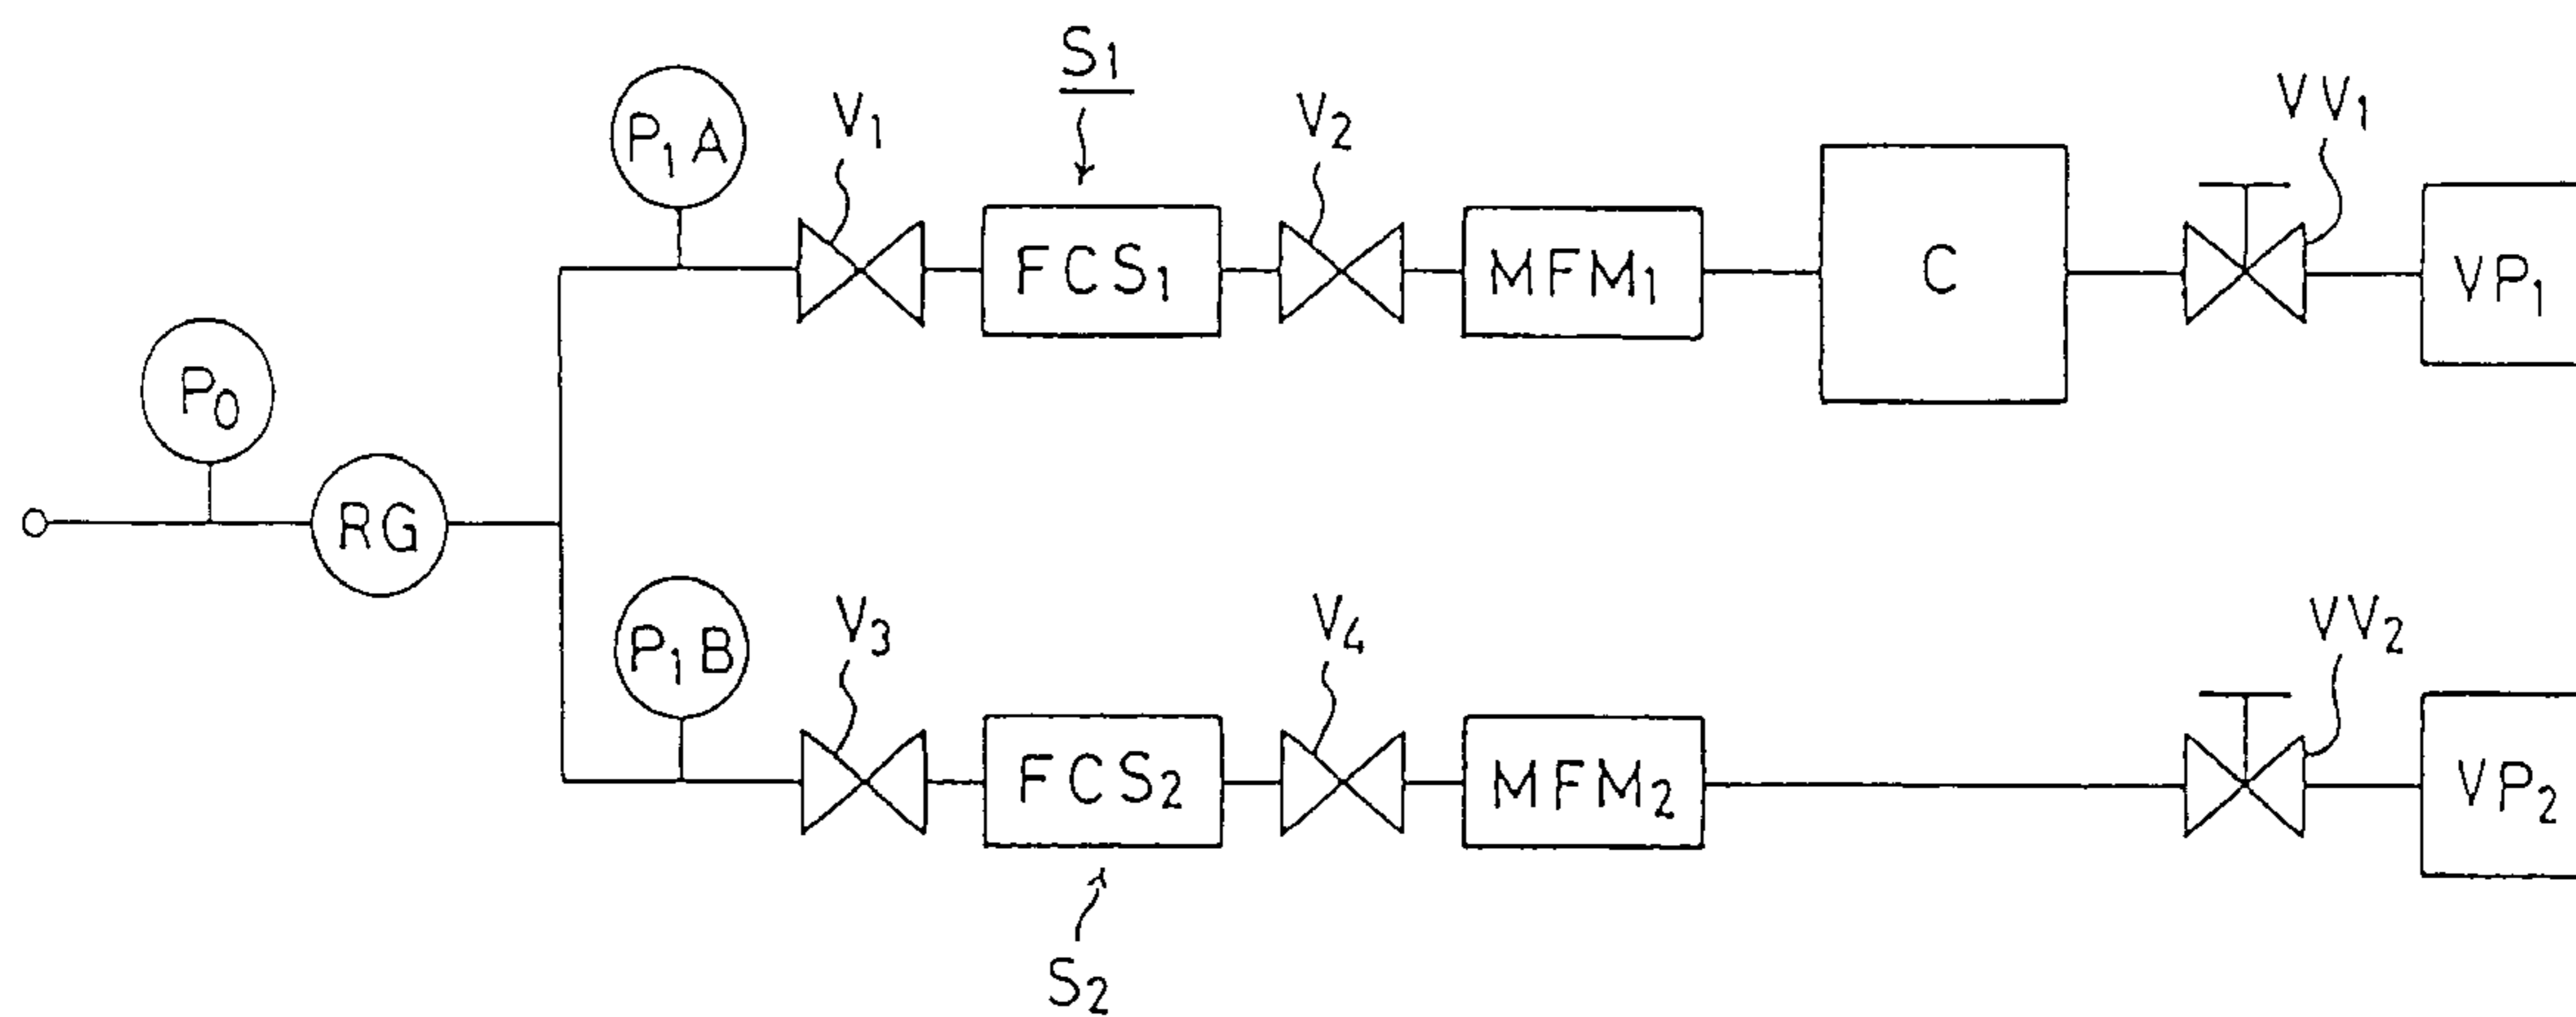 S₁
P₁A
V₁
V₂
VV₁
FCS₁
MFM₁
C
VP₁
P₀
RG
P₁B
V₃
V₄
VV₂
FCS₂
MFM₂
VP₂
S₂